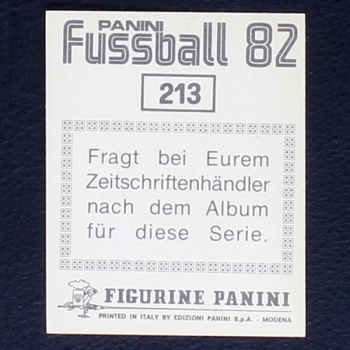 PANINI
Fussball 82
213
Fragt bei Eurem
Zeitschriftenhändler
nach dem Album
für diese Serie.
FIGURINE PANINI
PRINTED IN ITALY BY EDIZIONI PANINI S.p.A. - MODENA